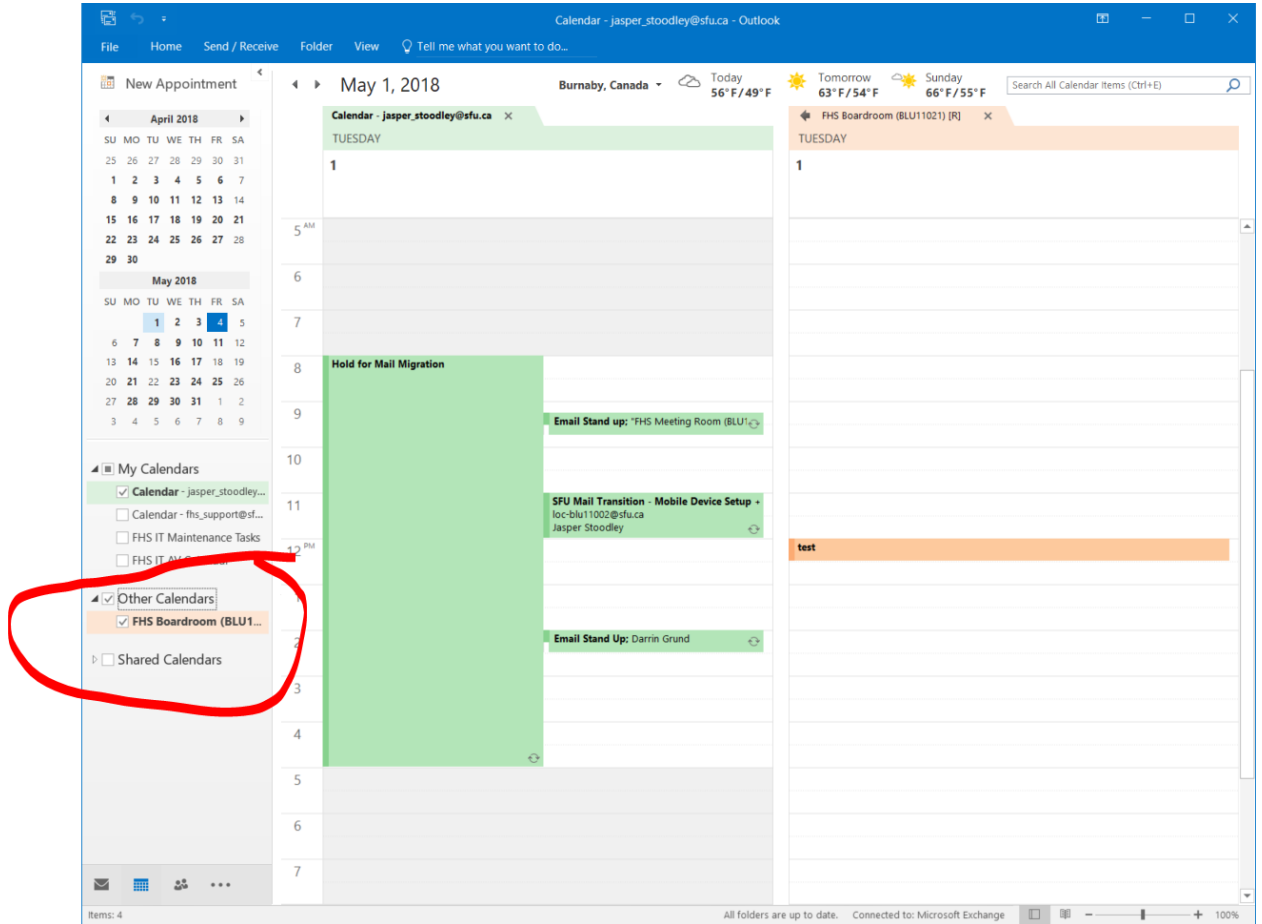 Calendar - jasper_stoodley@sfu.ca - Outlook
File Home Send / Receive Folder View Tell me what you want to do...
New Appointment
April 2018
SU MO TU WE TH FR SA
25 26 27 28 29 30 31
1 2 3 4 5 6 7
8 9 10 11 12 13 14
15 16 17 18 19 20 21
22 23 24 25 26 27 28
29 30
May 2018
SU MO TU WE TH FR SA
1 2 3 4 5
6 7 8 9 10 11 12
13 14 15 16 17 18 19
20 21 22 23 24 25 26
27 28 29 30 31 1 2
3 4 5 6 7 8 9
My Calendars
Calendar - jasper_stoodley...
Calendar - fhs_support@sf...
FHS IT Maintenance Tasks
FHS IT AV
Other Calendars
FHS Boardroom (BLU1...
Shared Calendars
May 1, 2018
Burnaby, Canada
Today
56°F/49°F
Tomorrow
63°F/54°F
Sunday
66°F/55°F
Search All Calendar Items (Ctrl+E)
Calendar - jasper_stoodley@sfu.ca
TUESDAY
1
FHS Boardroom (BLU11021) [R]
TUESDAY
1
5 AM
6
7
8
9
10
11
12 PM
2
3
4
5
6
7
Hold for Mail Migration
Email Stand up; "FHS Meeting Room (BLU1
SFU Mail Transition - Mobile Device Setup +
loc-blu11002@sfu.ca
Jasper Stoodley
Email Stand Up; Darrin Grund
test
Items: 4
All folders are up to date. Connected to: Microsoft Exchange
100%